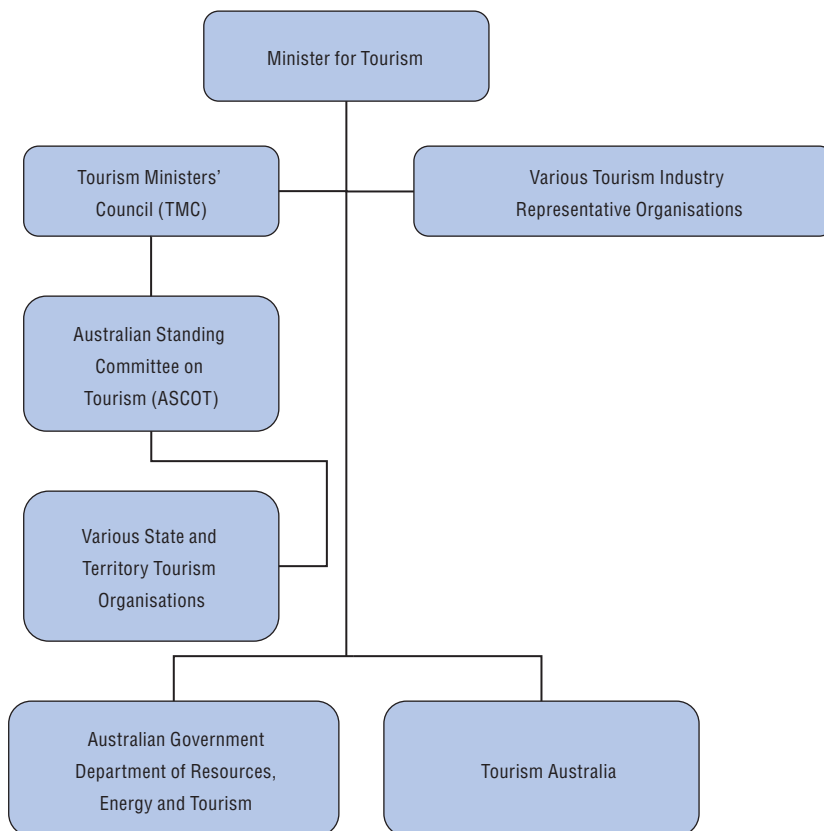 Minister for Tourism
Tourism Ministers’
Council (TMC)
Various Tourism Industry
Representative Organisations
Australian Standing
Committee on
Tourism (ASCOT)
Various State and
Territory Tourism
Organisations
Australian Government
Department of Resources,
Energy and Tourism
Tourism Australia